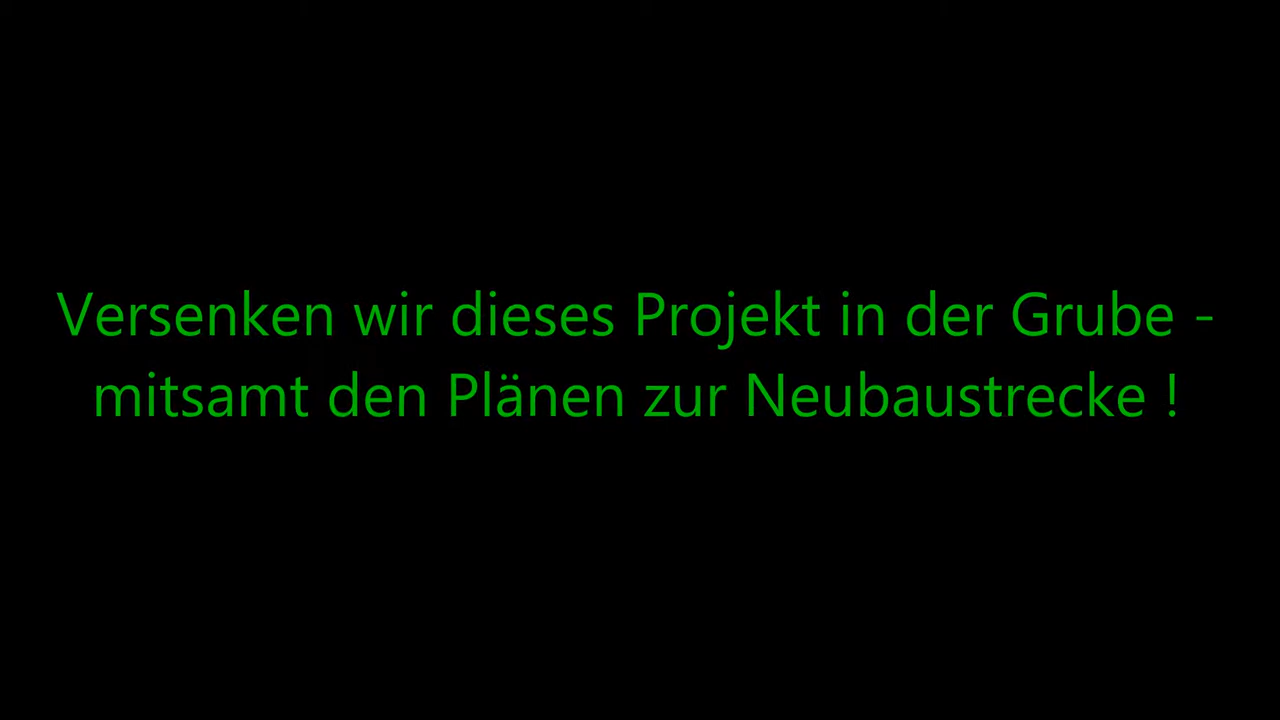 Versenken wir dieses Projekt in der Grube -
mitsamt den Plänen zur Neubaustrecke !